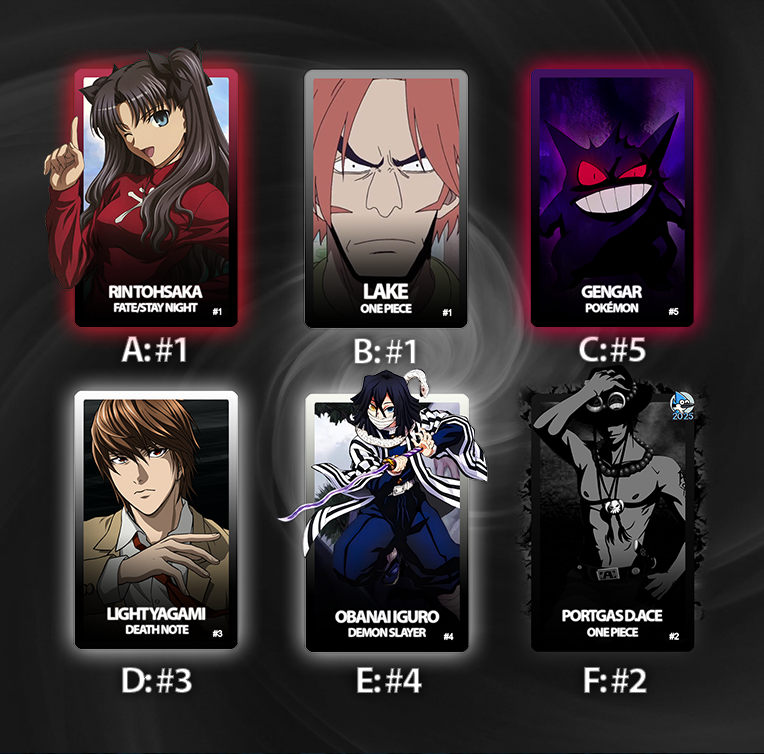 RIN TOHSAKA
FATE/STAY NIGHT
#1
A: #1
LAKE
ONE PIECE
#1
B: #1
GENGAR
POKÉMON
#5
C: #5
LIGHT YAGAMI
DEATH NOTE
#3
D: #3
OBANAI IGURO
DEMON SLAYER
#4
E: #4
2025
PORTGAS D. ACE
ONE PIECE
#2
F: #2